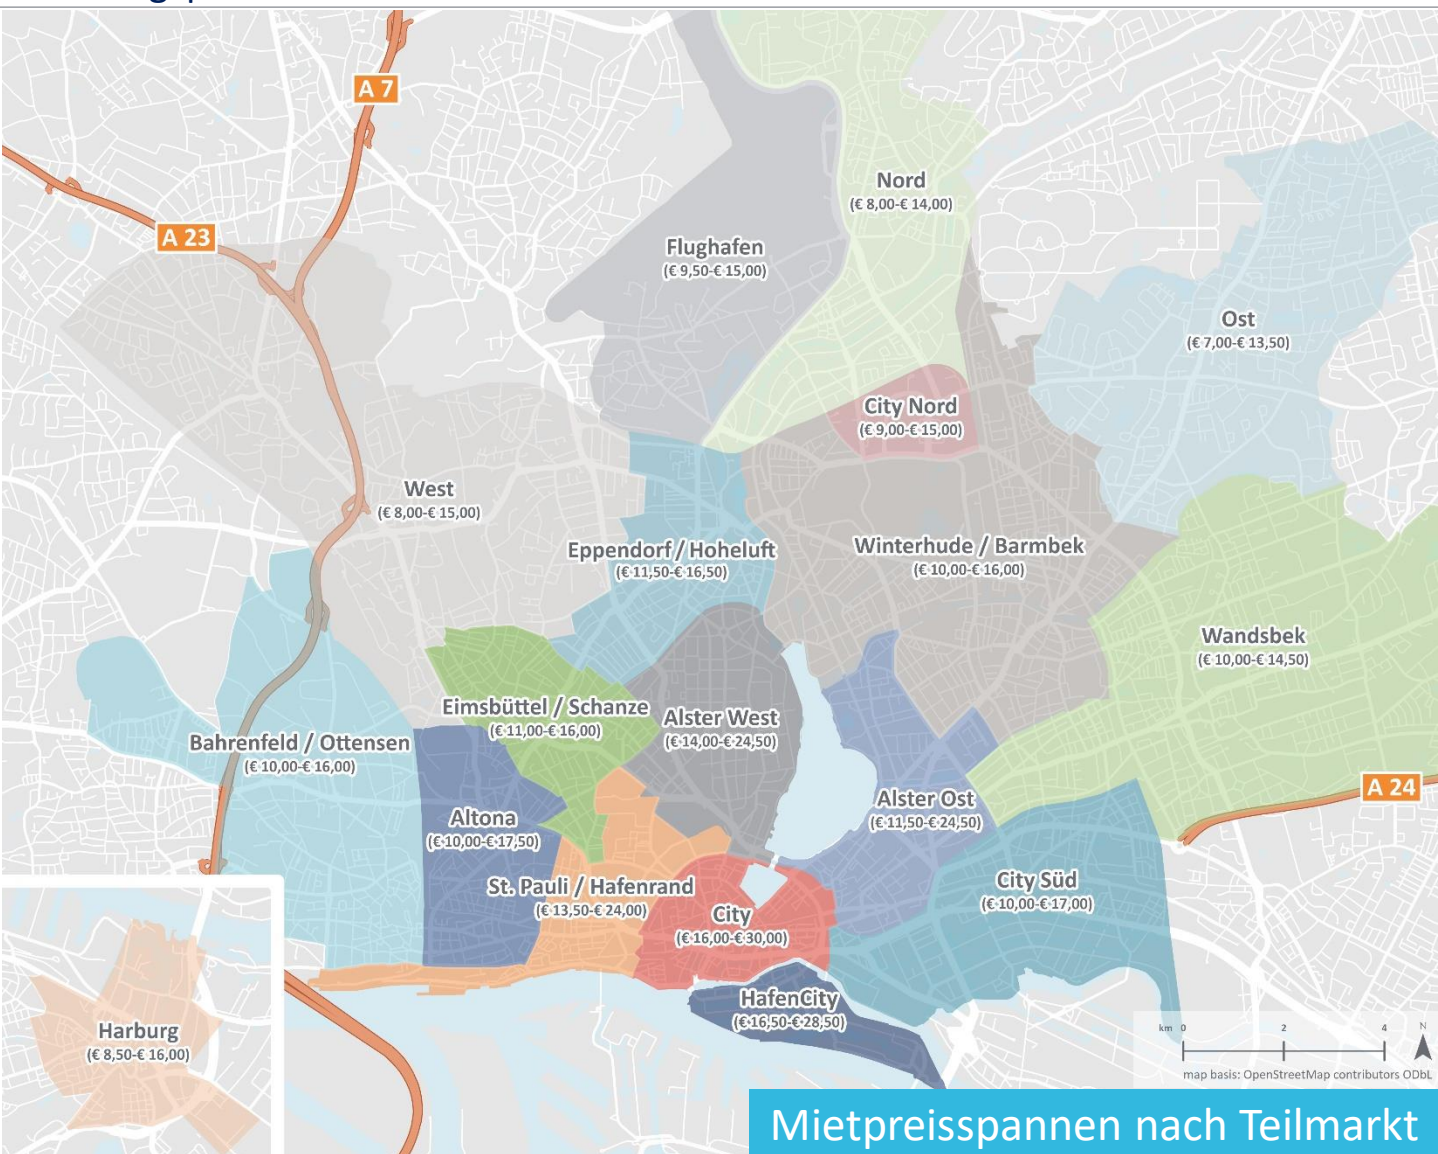 A 7
Nord
(€ 8,00-€ 14,00)
A 23
Flughafen
(€ 9,50-€ 15,00)
Ost
(€ 7,00-€ 13,50)
City Nord
(€ 9,00-€ 15,00)
West
(€ 8,00-€ 15,00)
Eppendorf / Hoheluft
(€ 11,50-€ 16,50)
Winterhude / Barmbek
(€ 10,00-€ 16,00)
Wandsbek
(€ 10,00-€ 14,50)
Eimsbüttel / Schanze
(€ 11,00-€ 16,00)
Alster West
(€ 14,00-€ 24,50)
Bahrenfeld / Ottensen
(€ 10,00-€ 16,00)
A 24
Alster Ost
(€ 11,50-€ 24,50)
Altona
(€ 10,00-€ 17,50)
City Süd
(€ 10,00-€ 17,00)
St. Pauli / Hafenrand
(€ 13,50-€ 24,00)
City
(€ 16,00-€ 30,00)
HafenCity
(€ 16,50-€ 28,50)
Harburg
(€ 8,50-€ 16,00)
km 0 2 4 N
map basis: OpenStreetMap contributors ODbL
Mietpreisspannen nach Teilmarkt